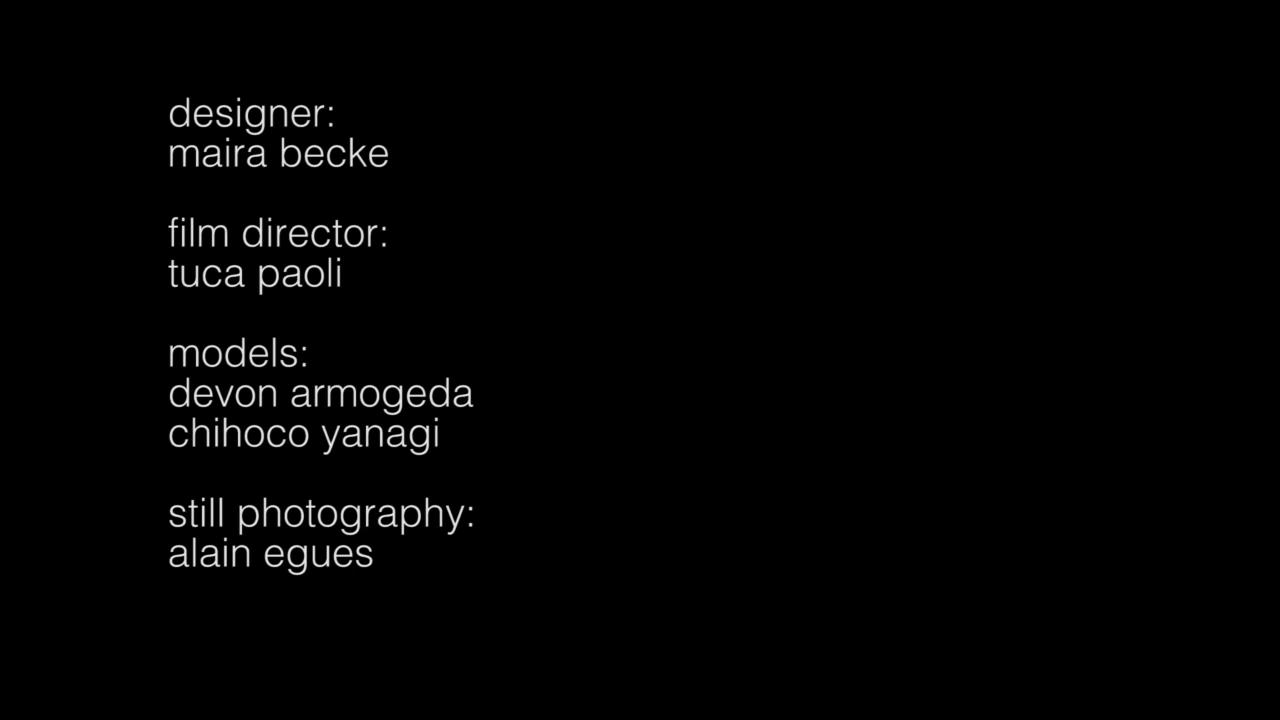 designer:
maira becke
film director:
tuca paoli
models:
devon armogeda
chihoco yanagi
still photography:
alain egues